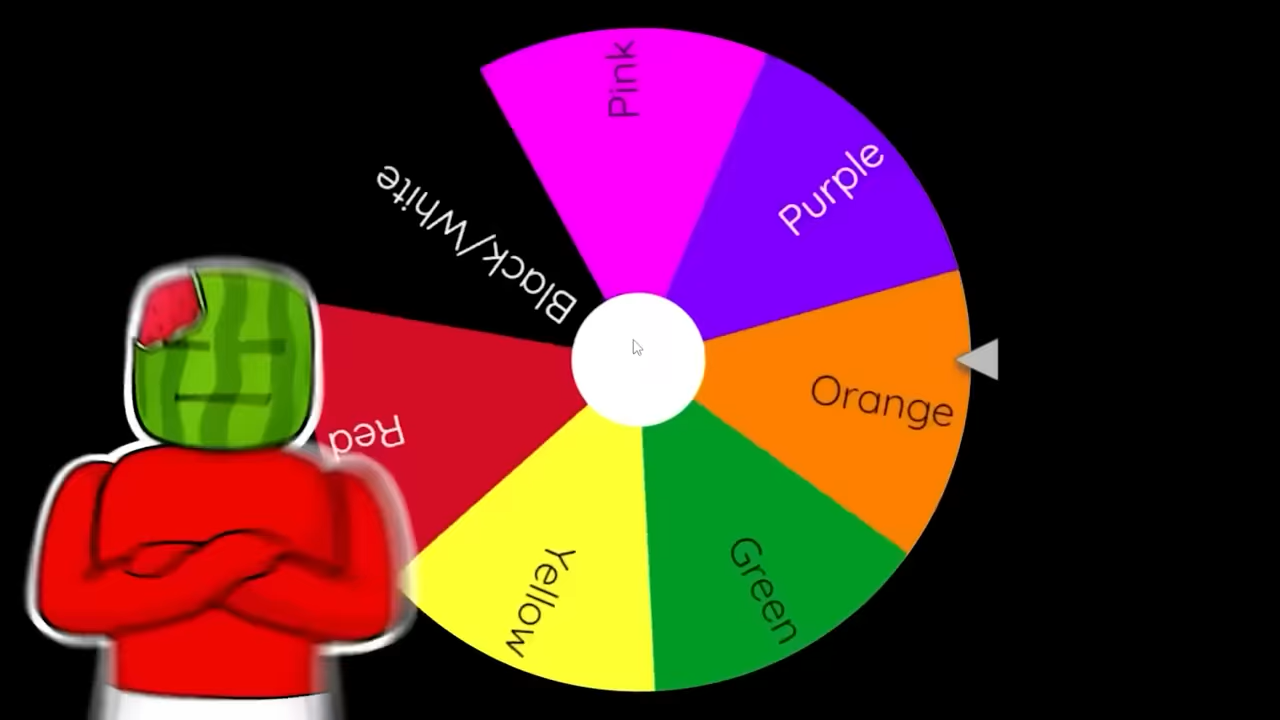 Pink
Purple
Black/White
Orange
Red
Green
Yellow